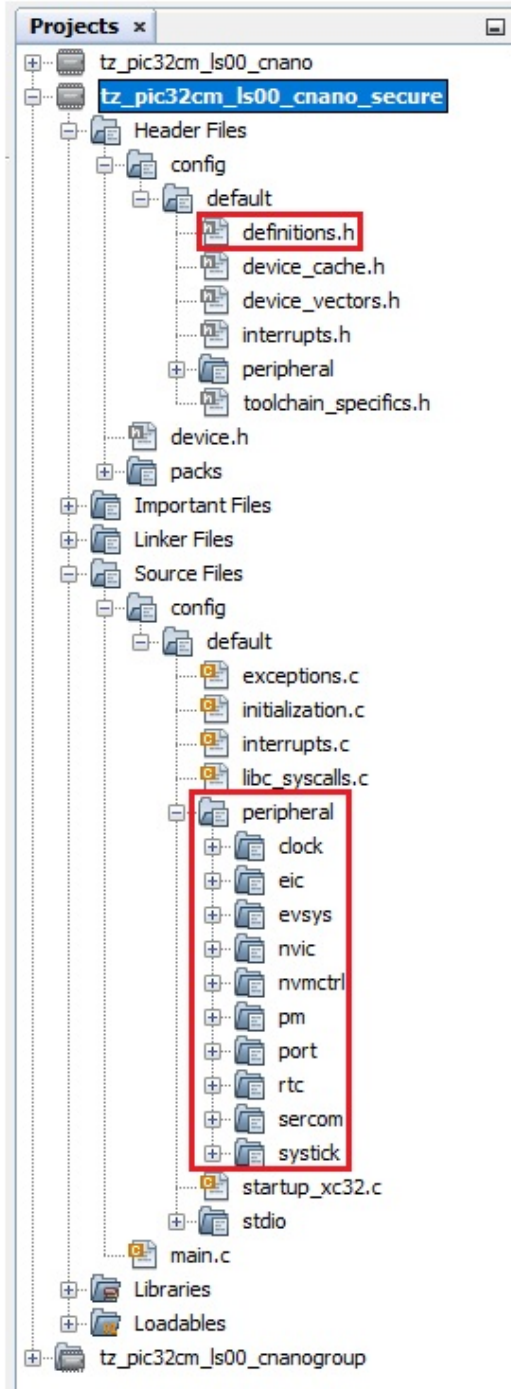 Projects ×
tz_pic32cm_ls00_cnano
tz_pic32cm_ls00_cnano_secure
Header Files
config
default
definitions.h
device_cache.h
device_vectors.h
interrupts.h
peripheral
toolchain_specifics.h
device.h
packs
Important Files
Linker Files
Source Files
config
default
exceptions.c
initialization.c
interrupts.c
libc_syscalls.c
peripheral
clock
eic
evsys
nvic
nvmctrl
pm
port
rtc
sercom
systick
startup_xc32.c
stdio
main.c
Libraries
Loadables
tz_pic32cm_ls00_cnanogroup